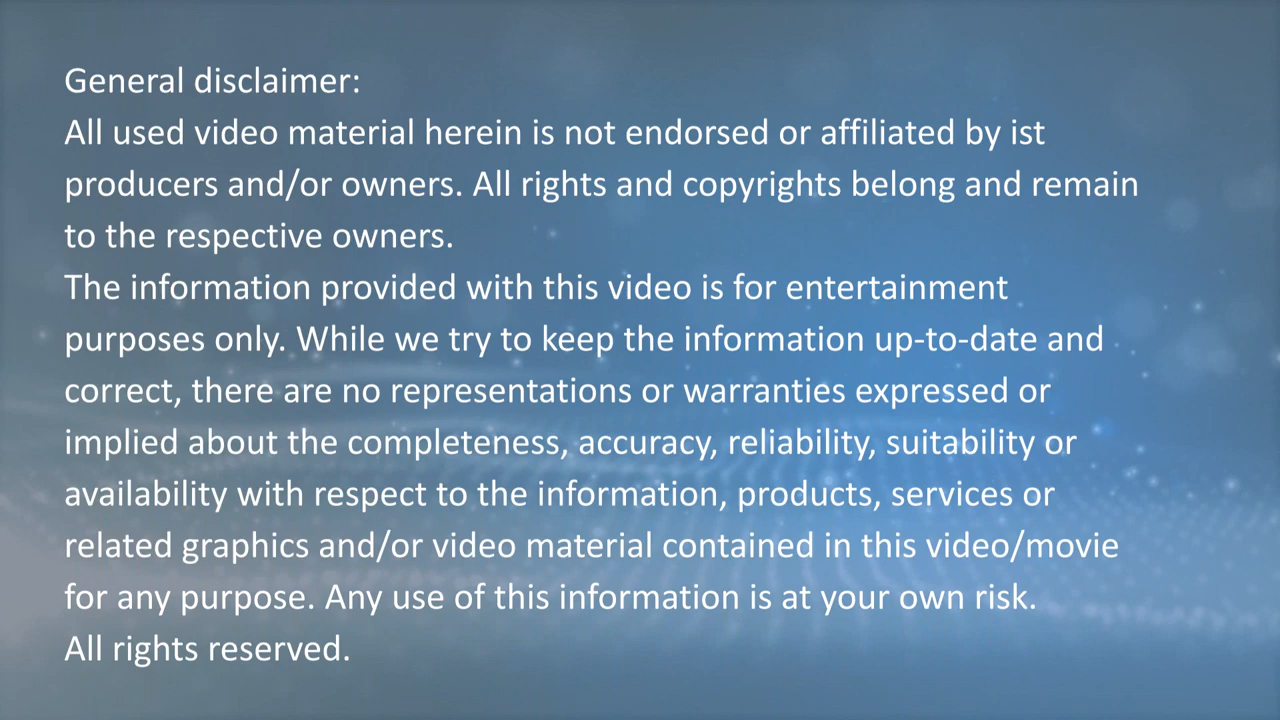 General disclaimer:
All used video material herein is not endorsed or affiliated by ist
producers and/or owners. All rights and copyrights belong and remain
to the respective owners.
The information provided with this video is for entertainment
purposes only. While we try to keep the information up-to-date and
correct, there are no representations or warranties expressed or
implied about the completeness, accuracy, reliability, suitability or
availability with respect to the information, products, services or
related graphics and/or video material contained in this video/movie
for any purpose. Any use of this information is at your own risk.
All rights reserved.